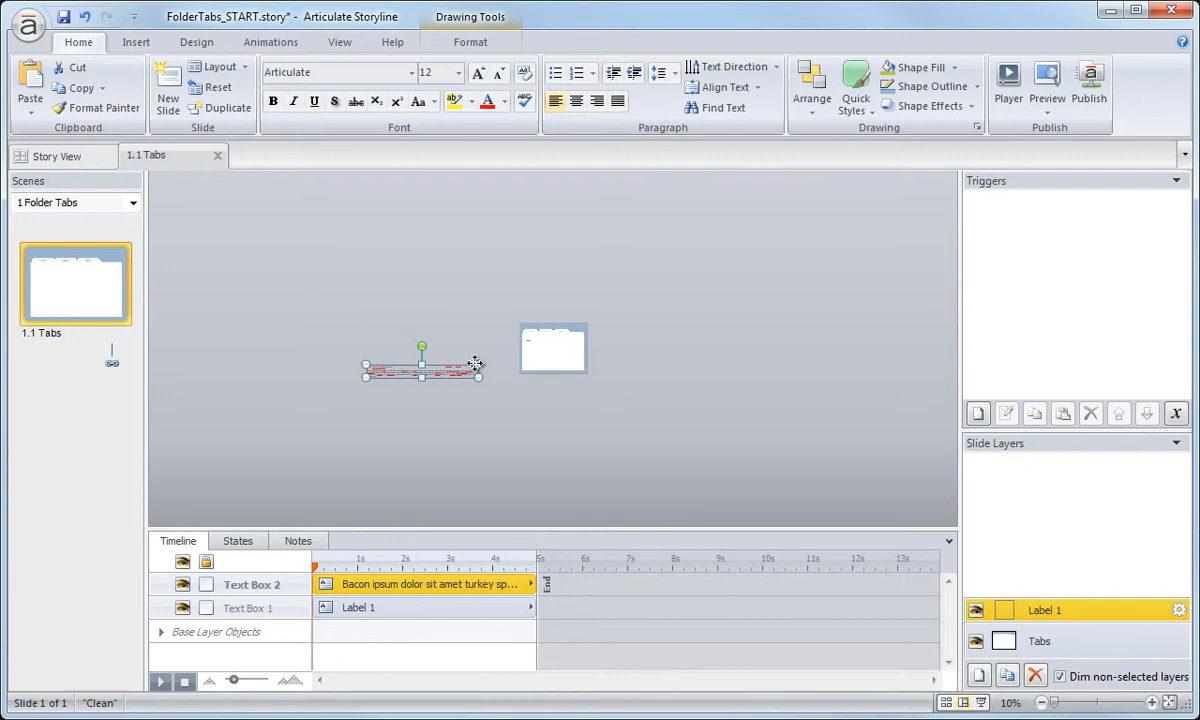 FolderTabs_START.story* - Articulate Storyline
Drawing Tools
Home
Insert
Design
Animations
View
Help
Format
Paste
Cut
Copy
Format Painter
Clipboard
New Slide
Layout
Reset
Duplicate
Slide
Articulate
12
B I U S abc X₂ X² Aa
Font
Text Direction
Align Text
Find Text
Paragraph
Arrange
Quick Styles
Shape Fill
Shape Outline
Shape Effects
Drawing
Player
Preview
Publish
Publish
Story View
1.1 Tabs
Scenes
1 Folder Tabs
1.1 Tabs
Triggers
Slide Layers
Label 1
Tabs
Dim non-selected layers
Timeline
States
Notes
1s 2s 3s 4s 5s 6s 7s 8s 9s 10s 11s 12s 13s
Text Box 2
Bacon ipsum dolor sit amet turkey sp...
End
Text Box 1
Label 1
Base Layer Objects
Slide 1 of 1
"Clean"
10%